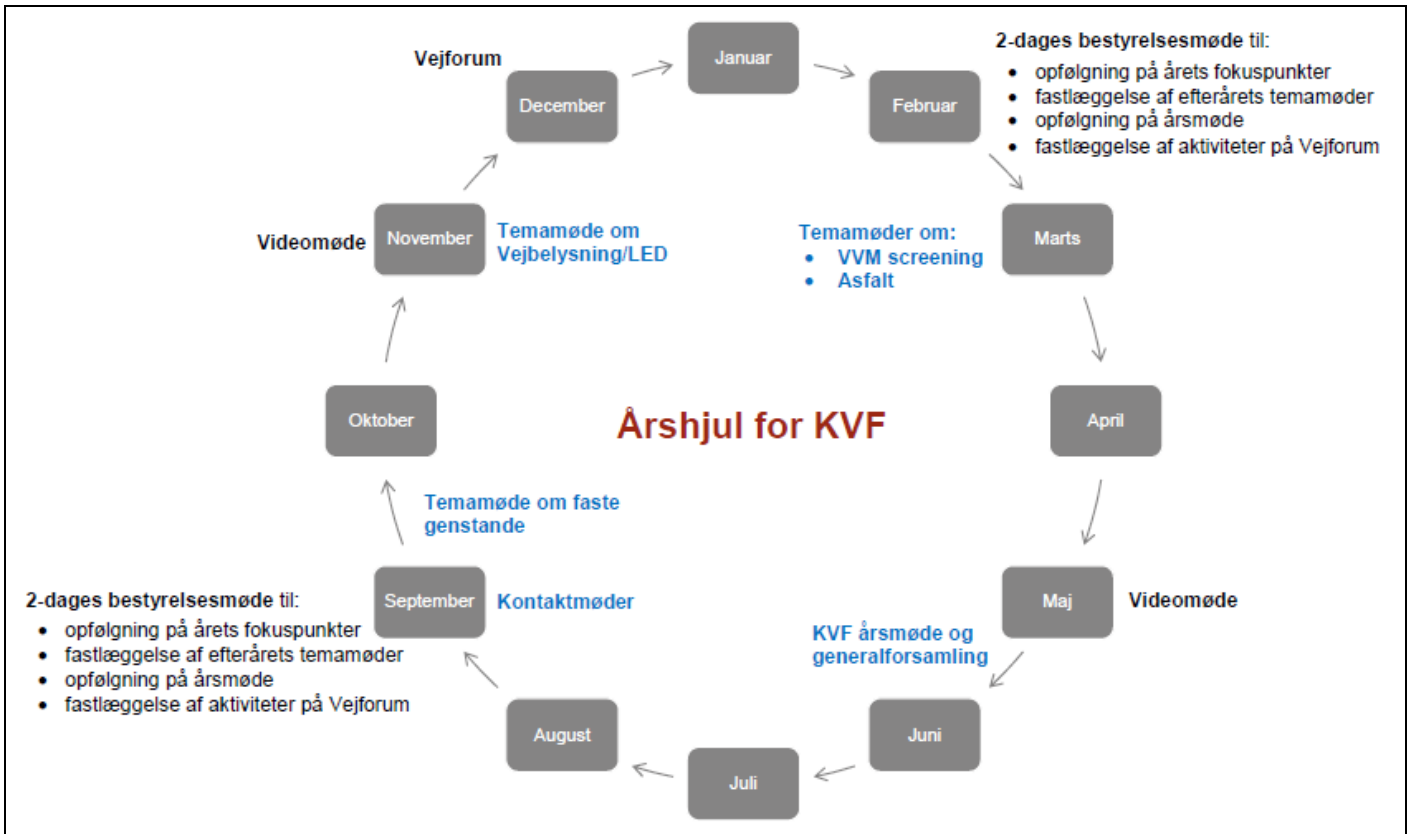 Årshjul for KVF
Januar
Februar
2-dages bestyrelsesmøde til:
• opfølgning på årets fokuspunkter
• fastlæggelse af efterårets temamøder
• opfølgning på årsmøde
• fastlæggelse af aktiviteter på Vejforum
Marts
Temamøder om:
• VVM screening
• Asfalt
April
Maj
Videomøde
KVF årsmøde og
generalforsamling
Juni
Juli
August
September
Kontaktmøder
2-dages bestyrelsesmøde til:
• opfølgning på årets fokuspunkter
• fastlæggelse af efterårets temamøder
• opfølgning på årsmøde
• fastlæggelse af aktiviteter på Vejforum
Temamøde om faste
genstande
Oktober
November
Videomøde
Temamøde om
Vejbelysning/LED
December
Vejforum